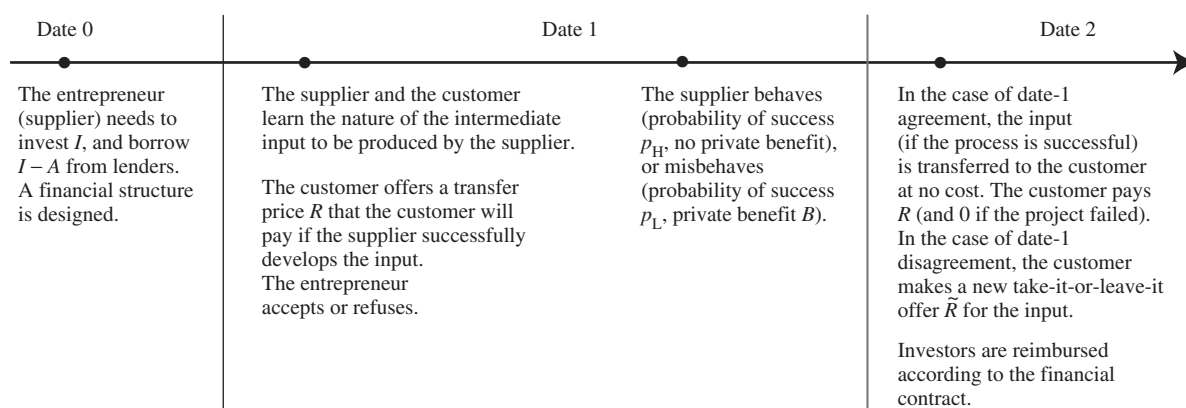 Date 0
Date 1
Date 2
The entrepreneur
(supplier) needs to
invest I, and borrow
I − A from lenders.
A financial structure
is designed.
The supplier and the customer
learn the nature of the intermediate
input to be produced by the supplier.
The customer offers a transfer
price R that the customer will
pay if the supplier successfully
develops the input.
The entrepreneur
accepts or refuses.
The supplier behaves
(probability of success
p_H, no private benefit),
or misbehaves
(probability of success
p_L, private benefit B).
In the case of date-1
agreement, the input
(if the process is successful)
is transferred to the customer
at no cost. The customer pays
R (and 0 if the project failed).
In the case of date-1
disagreement, the customer
makes a new take-it-or-leave-it
offer R̃ for the input.
Investors are reimbursed
according to the financial
contract.